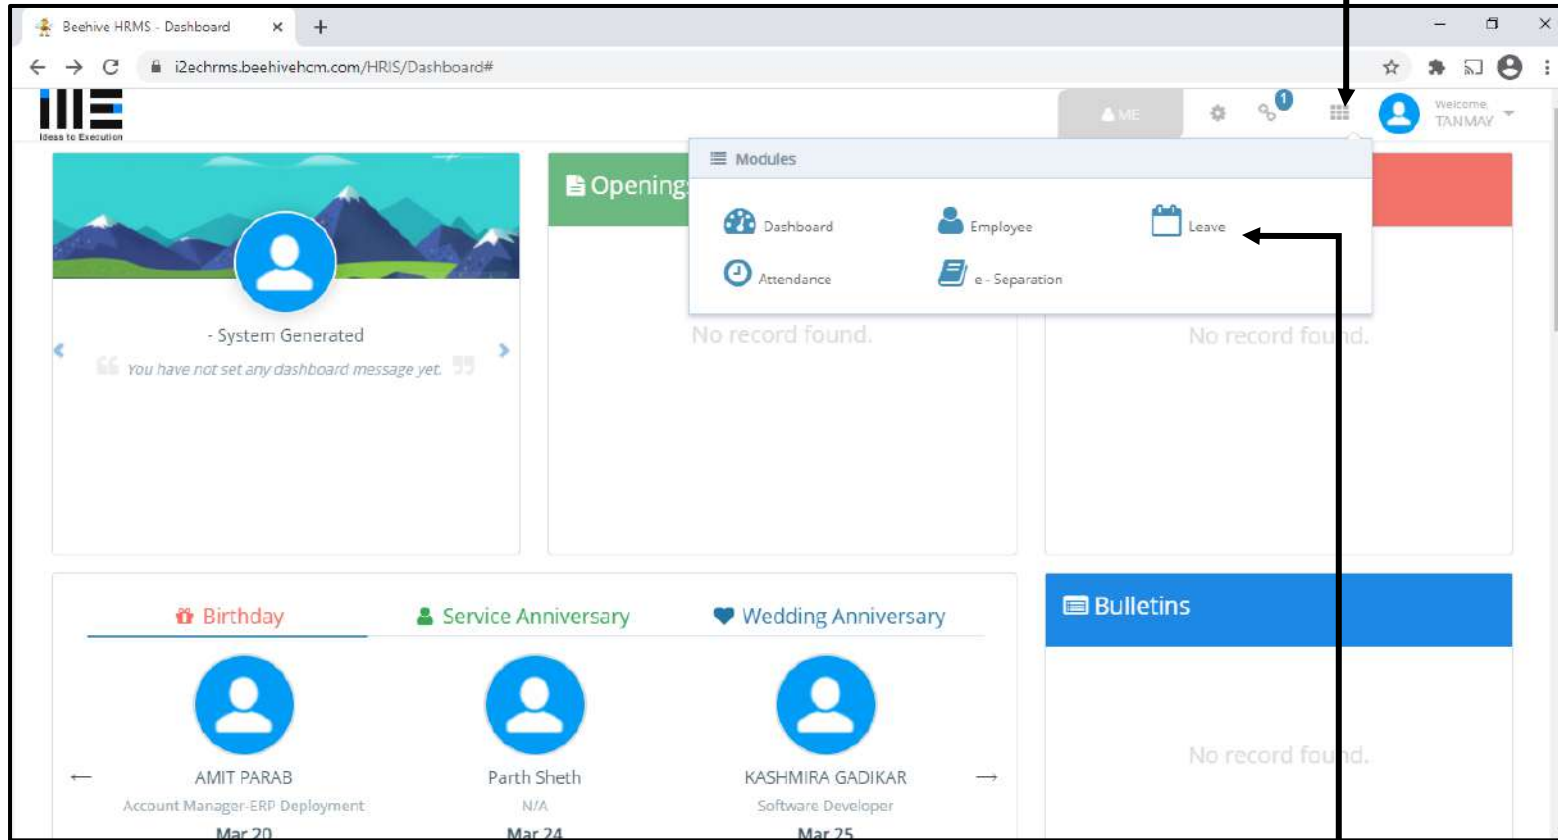 Beehive HRMS - Dashboard
i2echrms.beehivehcm.com/HRIS/Dashboard#
Ideas to Execution
ME
1
Welcome,
TANMAY
Modules
Dashboard
Employee
Leave
Attendance
e - Separation
Openings
- System Generated
You have not set any dashboard message yet.
No record found.
No record found.
Birthday
Service Anniversary
Wedding Anniversary
AMIT PARAB
Account Manager-ERP Deployment
Mar 20
Parth Sheth
N/A
Mar 24
KASHMIRA GADIKAR
Software Developer
Mar 25
Bulletins
No record found.